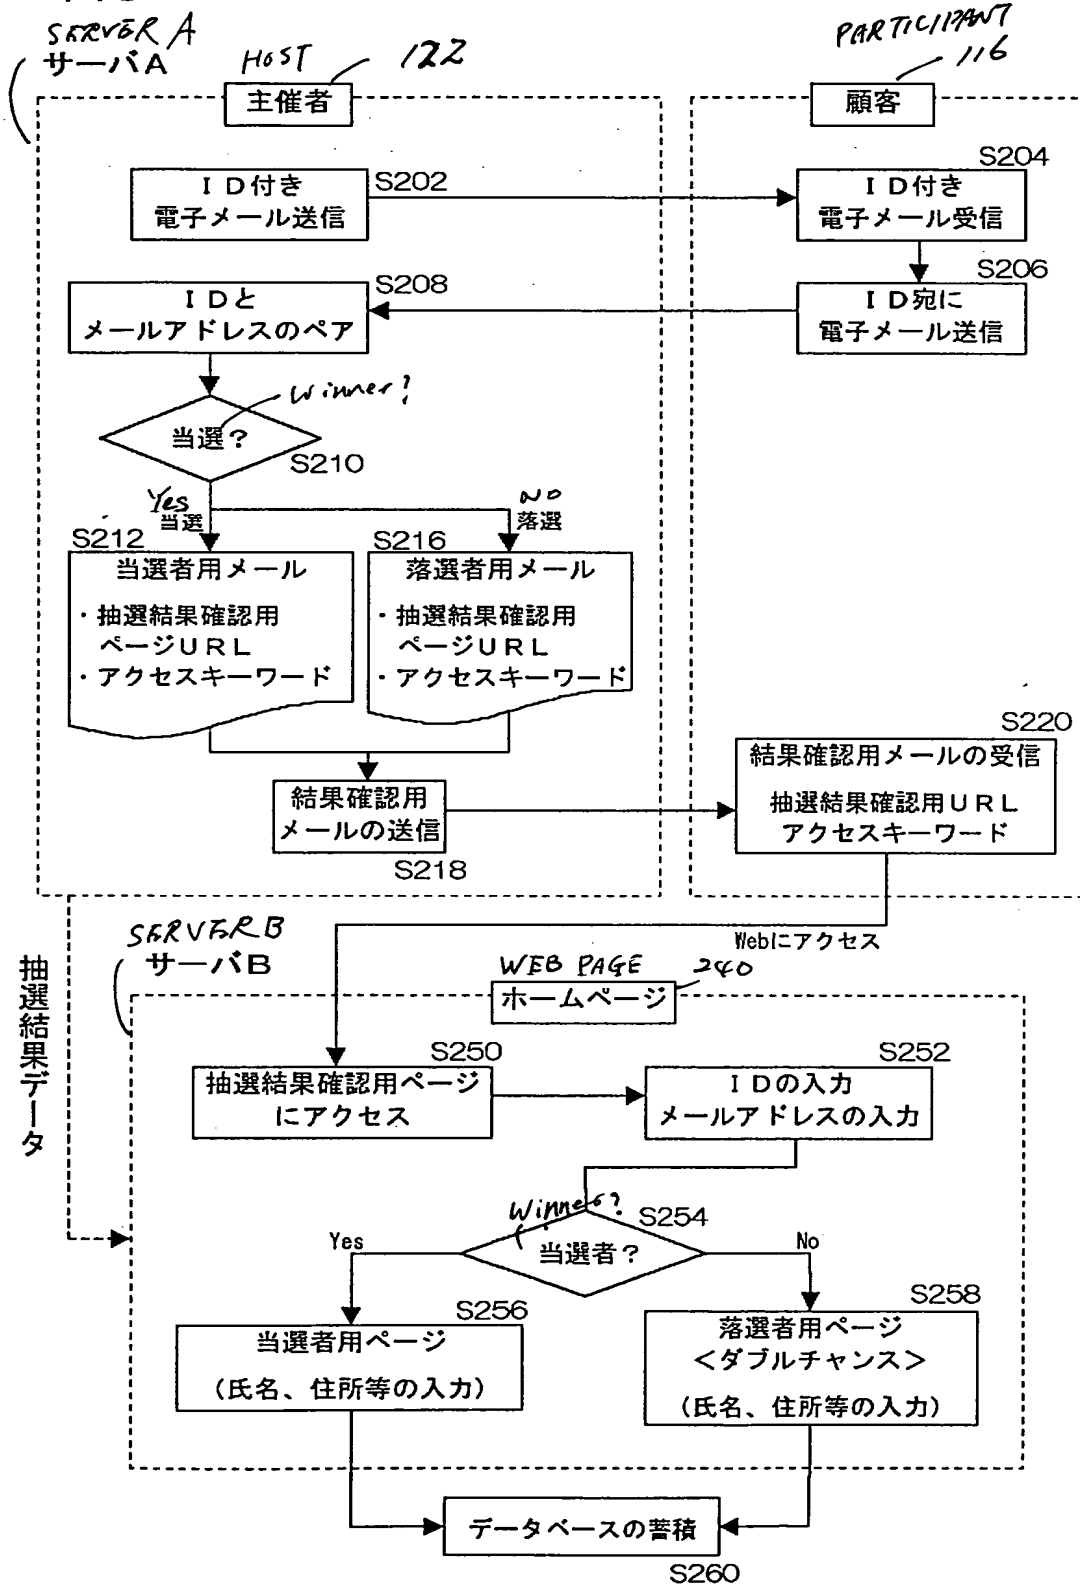 SERVER A
サーバA
HOST
122
主催者
PARTICIPANT
116
顧客
ID付き
電子メール送信
S202
S204
ID付き
電子メール受信
S206
ID宛に
電子メール送信
S208
IDと
メールアドレスのペア
Winner?
当選?
S210
Yes
当選
NO
落選
S212
当選者用メール
・抽選結果確認用
ページURL
・アクセスキーワード
S216
落選者用メール
・抽選結果確認用
ページURL
・アクセスキーワード
結果確認用
メールの送信
S218
S220
結果確認用メールの受信
抽選結果確認用URL
アクセスキーワード
Webにアクセス
抽選結果データ
SERVER B
サーバB
WEB PAGE
240
ホームページ
S250
抽選結果確認用ページ
にアクセス
S252
IDの入力
メールアドレスの入力
Winner?
S254
当選者?
Yes
No
S256
当選者用ページ
(氏名、住所等の入力)
S258
落選者用ページ
<ダブルチャンス>
(氏名、住所等の入力)
データベースの蓄積
S260